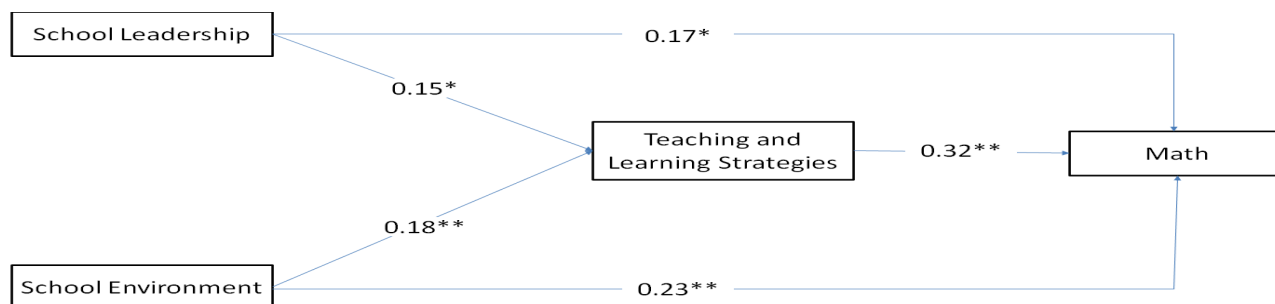 School Leadership
0.17*
0.15*
Teaching and
Learning Strategies
0.32**
Math
0.18**
School Environment
0.23**